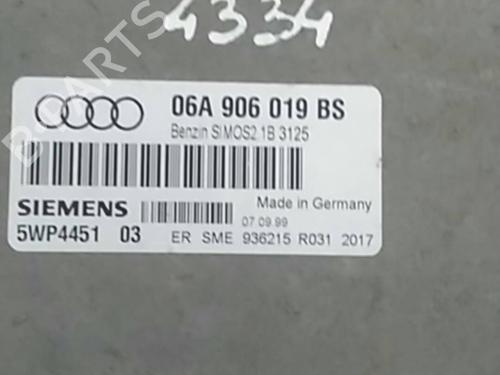 4334
06A 906 019 BS
Benzin SIMOS2.1B 3125
SIEMENS
Made in Germany
07.09.99
5WP4451 03 ER SME 936215 R031 2017
B-PARTS